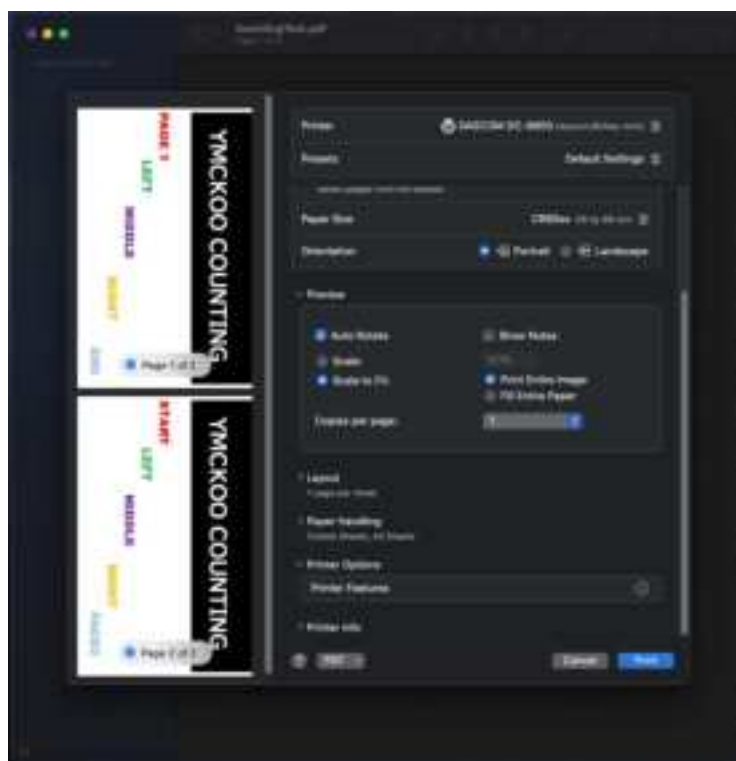 PAGE 1
LEFT
MIDDLE
RIGHT
END
YMCKOO COUNTING
Page 1 of 2
START
LEFT
MIDDLE
RIGHT
YMCKOO COUNTING
Page 2 of 2
Printer
Presets
Default Settings
Paper Size
Orientation
Portrait
Landscape
Preview
Auto Rotate
Show Notes
Scale
Scale to Fit
Print Entire Image
Fill Entire Paper
Copies per page:
1
Layout
Paper Handling
Printer Options
Printer Features
Printer Info
PDF
Cancel
Print